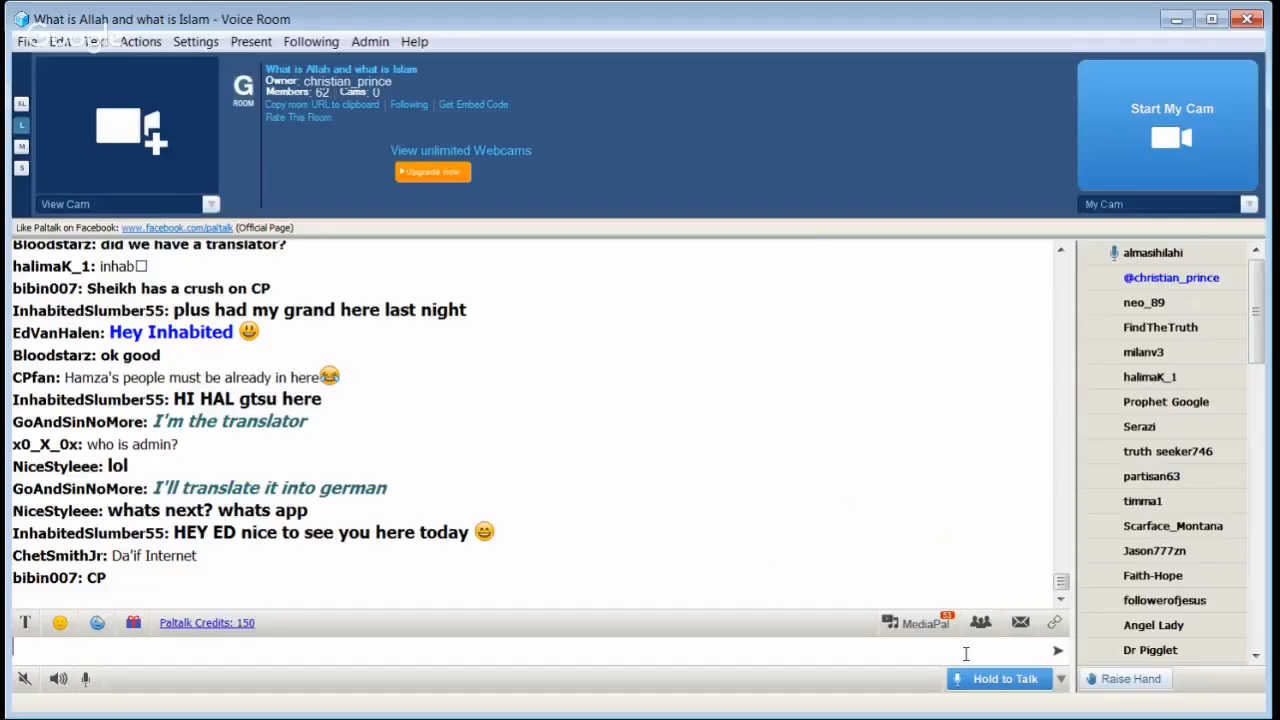 What is Allah and what is Islam - Voice Room
File Edit Text Actions Settings Present Following Admin Help
Google
What is Allah and what is Islam
Owner: christian_prince
Members: 62 | Cams: 0
Copy room URL to clipboard | Following | Get Embed Code
Rate This Room
G
ROOM
View unlimited Webcams
Upgrade now
XL
L
M
S
View Cam
Start My Cam
My Cam
Like Paltalk on Facebook: www.facebook.com/paltalk (Official Page)
Bloodstarz: did we have a translator?
halimaK_1: inhab
bibin007: Sheikh has a crush on CP
InhabitedSlumber55: plus had my grand here last night
EdVanHalen: Hey Inhabited 😃
Bloodstarz: ok good
CPfan: Hamza's people must be already in here😂
InhabitedSlumber55: HI HAL gtsu here
GoAndSinNoMore: I'm the translator
x0_X_0x: who is admin?
NiceStyleee: lol
GoAndSinNoMore: I'll translate it into german
NiceStyleee: whats next? whats app
InhabitedSlumber55: HEY ED nice to see you here today 😄
ChetSmithJr: Da'if Internet
bibin007: CP
almasihilahi
@christian_prince
neo_89
FindTheTruth
milanv3
halimaK_1
Prophet Google
Serazi
truth seeker746
partisan63
timma1
Scarface_Montana
Jason777zn
Faith-Hope
followerofjesus
Angel Lady
Dr Pigglet
T
Paltalk Credits: 150
MediaPal
53
Hold to Talk
Raise Hand